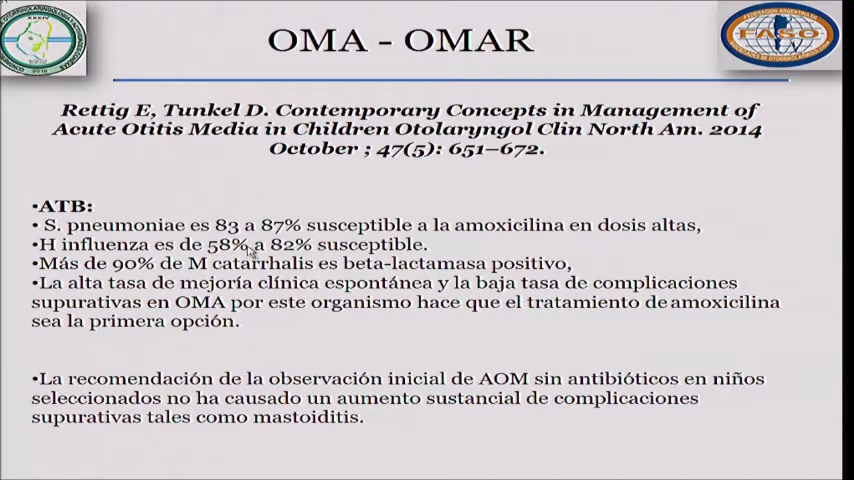 OMA - OMAR
FASO
Rettig E, Tunkel D. Contemporary Concepts in Management of
Acute Otitis Media in Children Otolaryngol Clin North Am. 2014
October ; 47(5): 651–672.
•ATB:
• S. pneumoniae es 83 a 87% susceptible a la amoxicilina en dosis altas,
•H influenza es de 58% a 82% susceptible.
•Más de 90% de M catarrhalis es beta-lactamasa positivo,
•La alta tasa de mejoría clínica espontánea y la baja tasa de complicaciones
supurativas en OMA por este organismo hace que el tratamiento de amoxicilina
sea la primera opción.
•La recomendación de la observación inicial de AOM sin antibióticos en niños
seleccionados no ha causado un aumento sustancial de complicaciones
supurativas tales como mastoiditis.